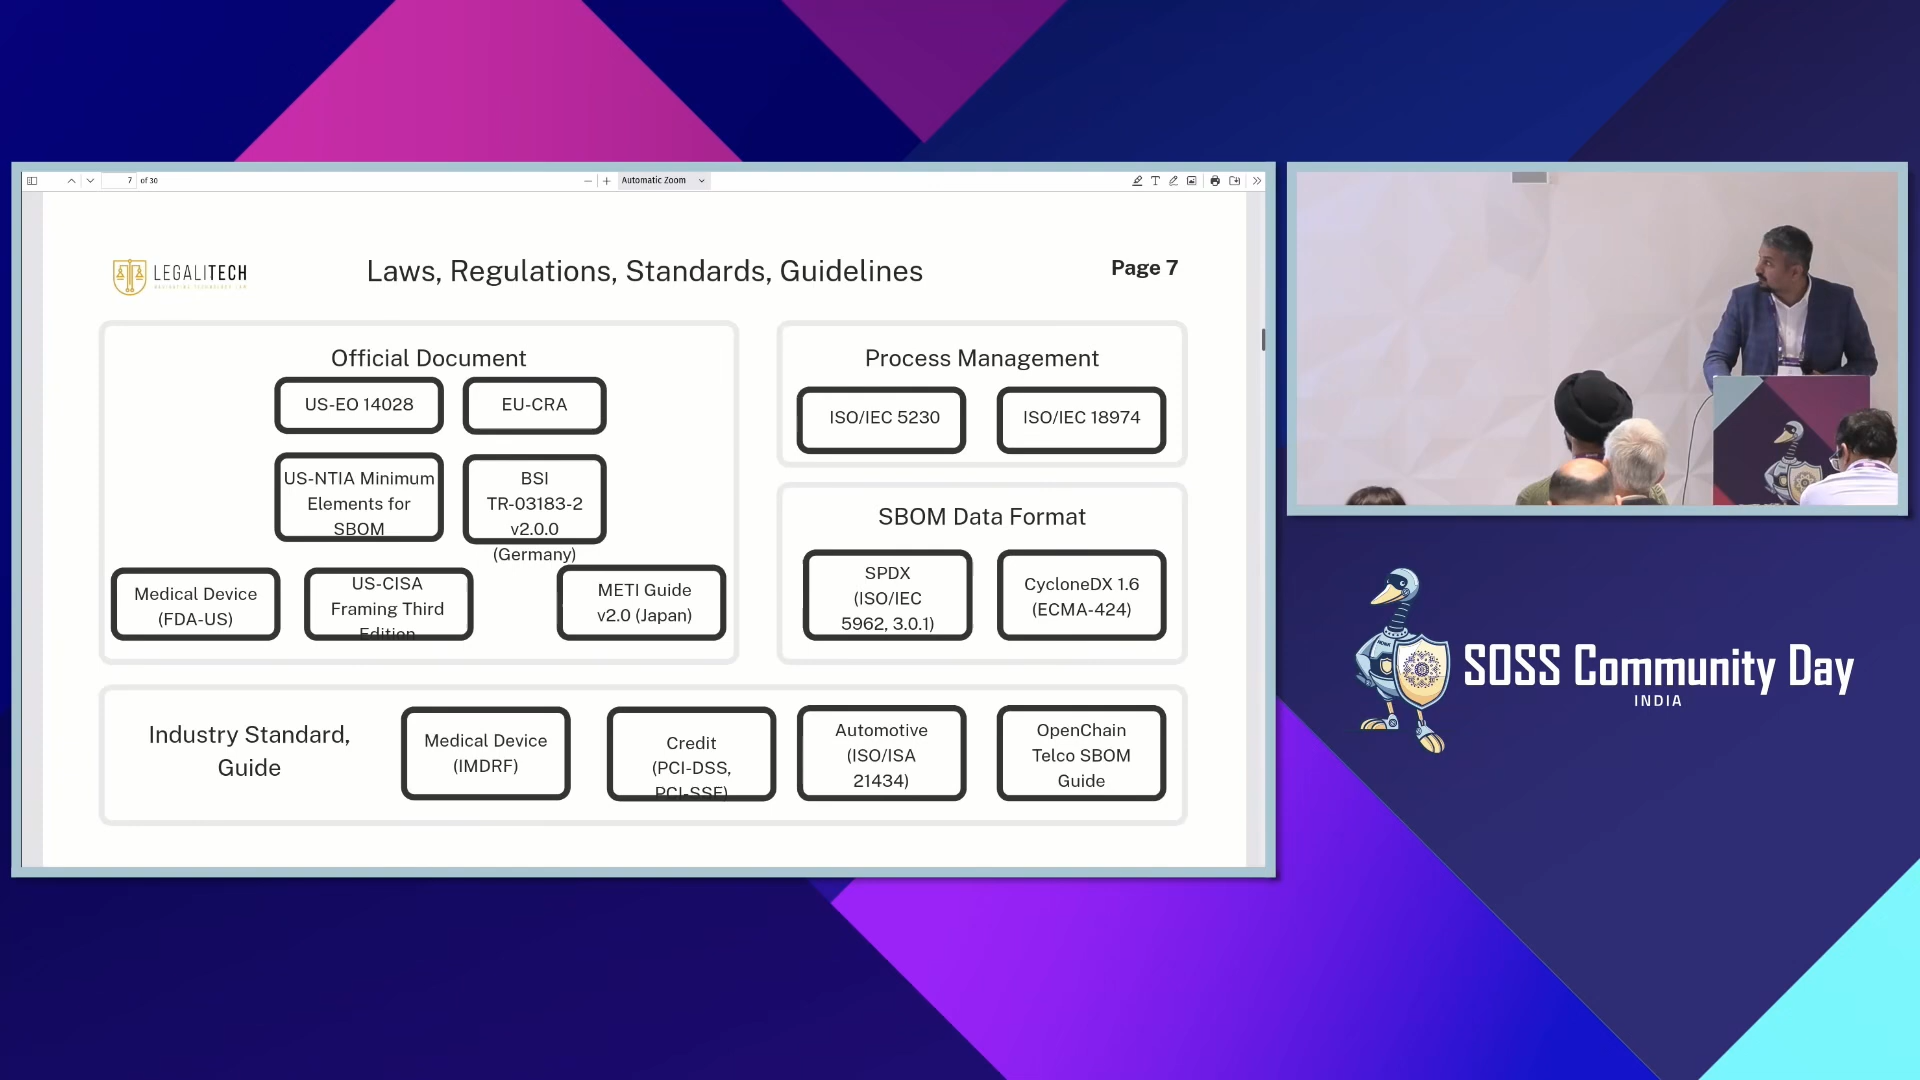 7 of 30
Automatic Zoom
LEGALITECH
Laws, Regulations, Standards, Guidelines
Page 7
Official Document
US-EO 14028
EU-CRA
US-NTIA Minimum
Elements for
SBOM
BSI
TR-03183-2
v2.0.0
(Germany)
Medical Device
(FDA-US)
US-CISA
Framing Third
Edition
METI Guide
v2.0 (Japan)
Process Management
ISO/IEC 5230
ISO/IEC 18974
SBOM Data Format
SPDX
(ISO/IEC
5962, 3.0.1)
CycloneDX 1.6
(ECMA-424)
Industry Standard,
Guide
Medical Device
(IMDRF)
Credit
(PCI-DSS,
PCI-SSF)
Automotive
(ISO/ISA
21434)
OpenChain
Telco SBOM
Guide
SOSS Community Day
INDIA